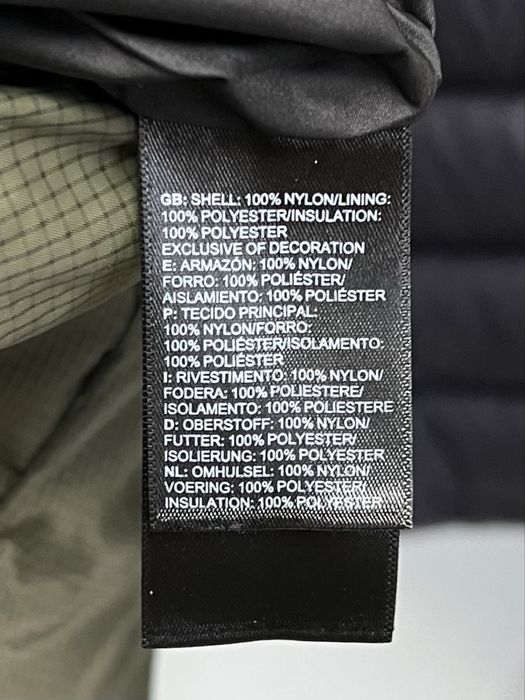 GB: SHELL: 100% NYLON/LINING:
100% POLYESTER/INSULATION:
100% POLYESTER
EXCLUSIVE OF DECORATION
E: ARMAZÓN: 100% NYLON/
FORRO: 100% POLIÉSTER/
AISLAMIENTO: 100% POLIÉSTER
P: TECIDO PRINCIPAL:
100% NYLON/FORRO:
100% POLIÉSTER/ISOLAMENTO:
100% POLIÉSTER
I: RIVESTIMENTO: 100% NYLON/
FODERA: 100% POLIESTERE/
ISOLAMENTO: 100% POLIESTERE
D: OBERSTOFF: 100% NYLON/
FUTTER: 100% POLYESTER/
ISOLIERUNG: 100% POLYESTER
NL: OMHULSEL: 100% NYLON/
VOERING: 100% POLYESTER/
INSULATION: 100% POLYESTER